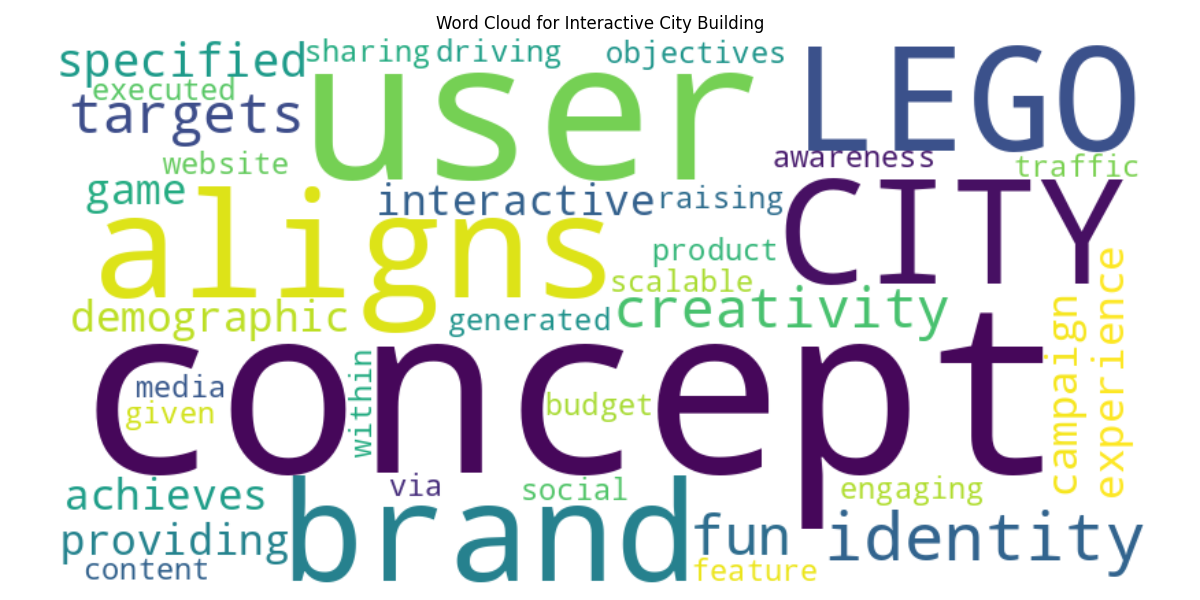 Word Cloud for Interactive City Building
specified
sharing
driving
objectives
LEGO
user
executed
targets
website
awareness
traffic
game
interactive
raising
CITY
aligns
product
scalable
experience
demographic
generated
creativity
campaign
concept
media
given
within
budget
achieves
via
social
engaging
brand
providing
fun
identity
content
feature